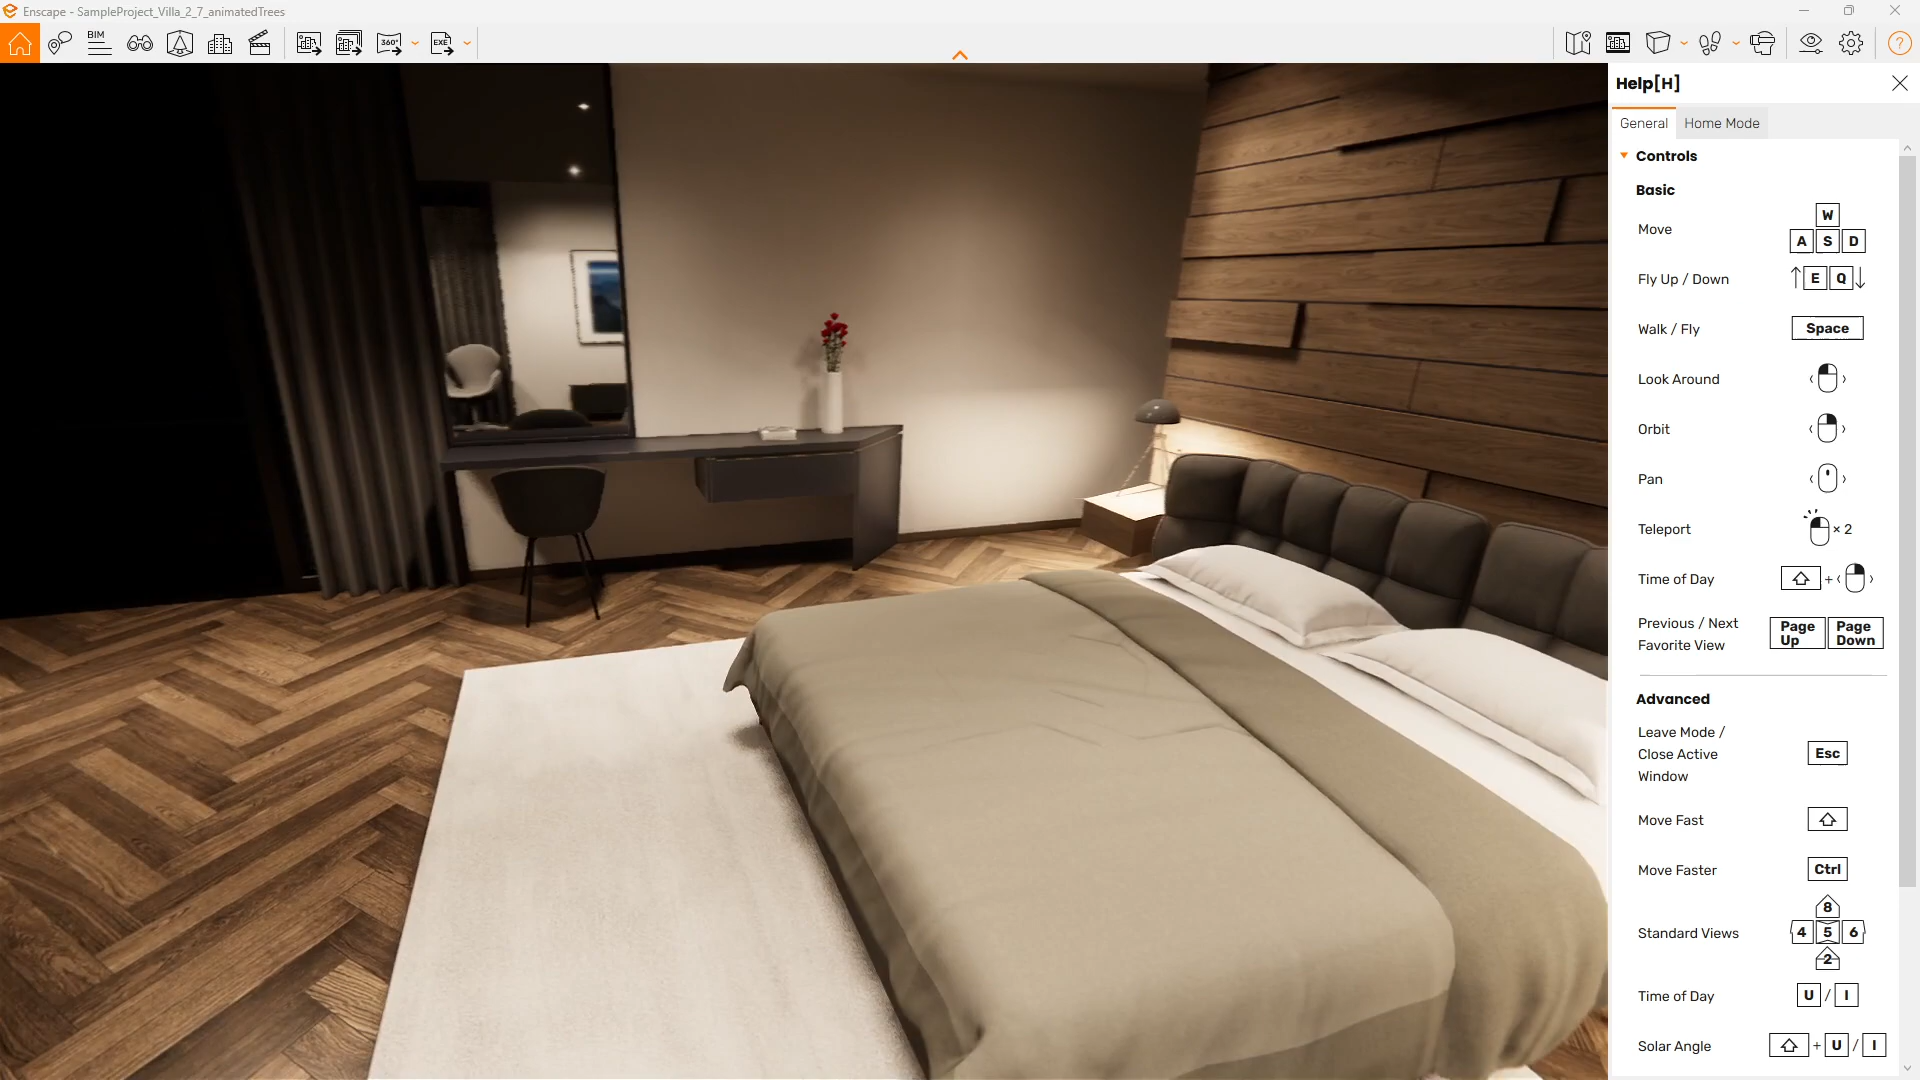 Enscape - SampleProject_Villa_2_7_animatedTrees
BIM
360°
EXE
?
Help[H]
General
Home Mode
Controls
Basic
Move
W
A S D
Fly Up / Down
E Q
Walk / Fly
Space
Look Around
Orbit
Pan
Teleport
× 2
Time of Day
+
Previous / Next
Favorite View
Page Up
Page Down
Advanced
Leave Mode /
Close Active
Window
Esc
Move Fast
Move Faster
Ctrl
Standard Views
8
4 5 6
2
Time of Day
U / I
Solar Angle
+ U / I